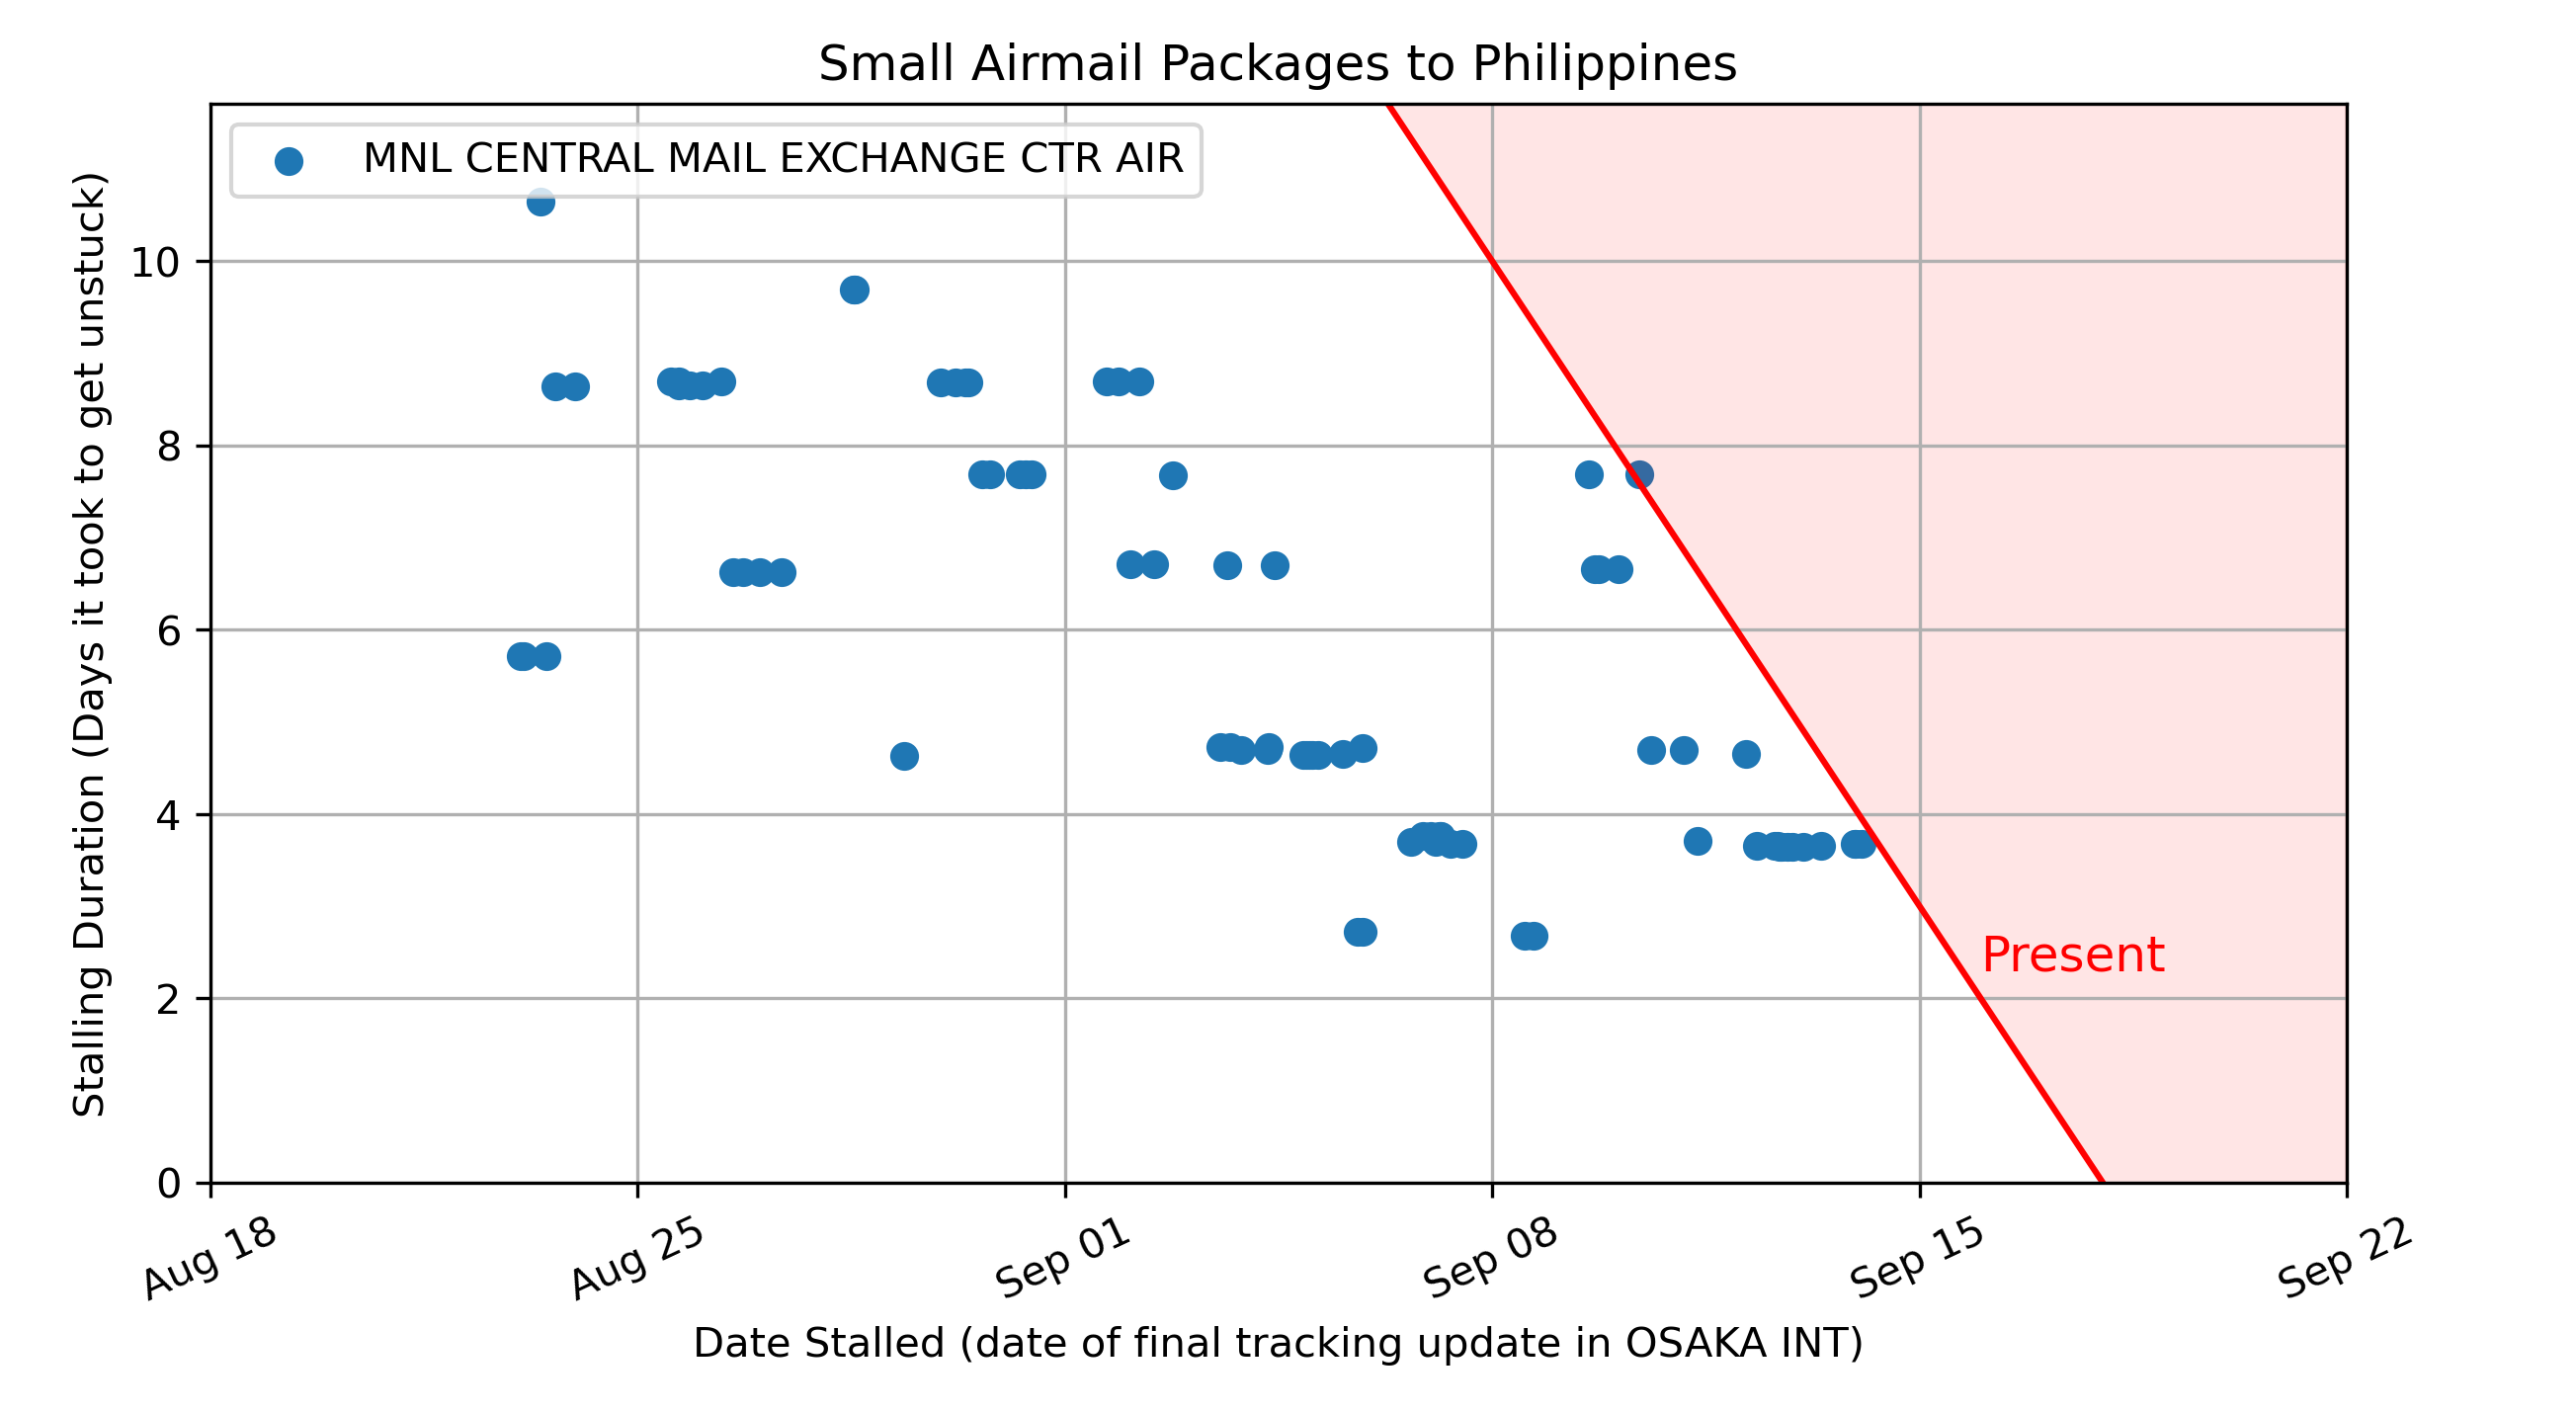 Small Airmail Packages to Philippines
MNL CENTRAL MAIL EXCHANGE CTR AIR
Stalling Duration (Days it took to get unstuck)
10
8
6
4
2
0
Present
Aug 18
Aug 25
Sep 01
Sep 08
Sep 15
Sep 22
Date Stalled (date of final tracking update in OSAKA INT)